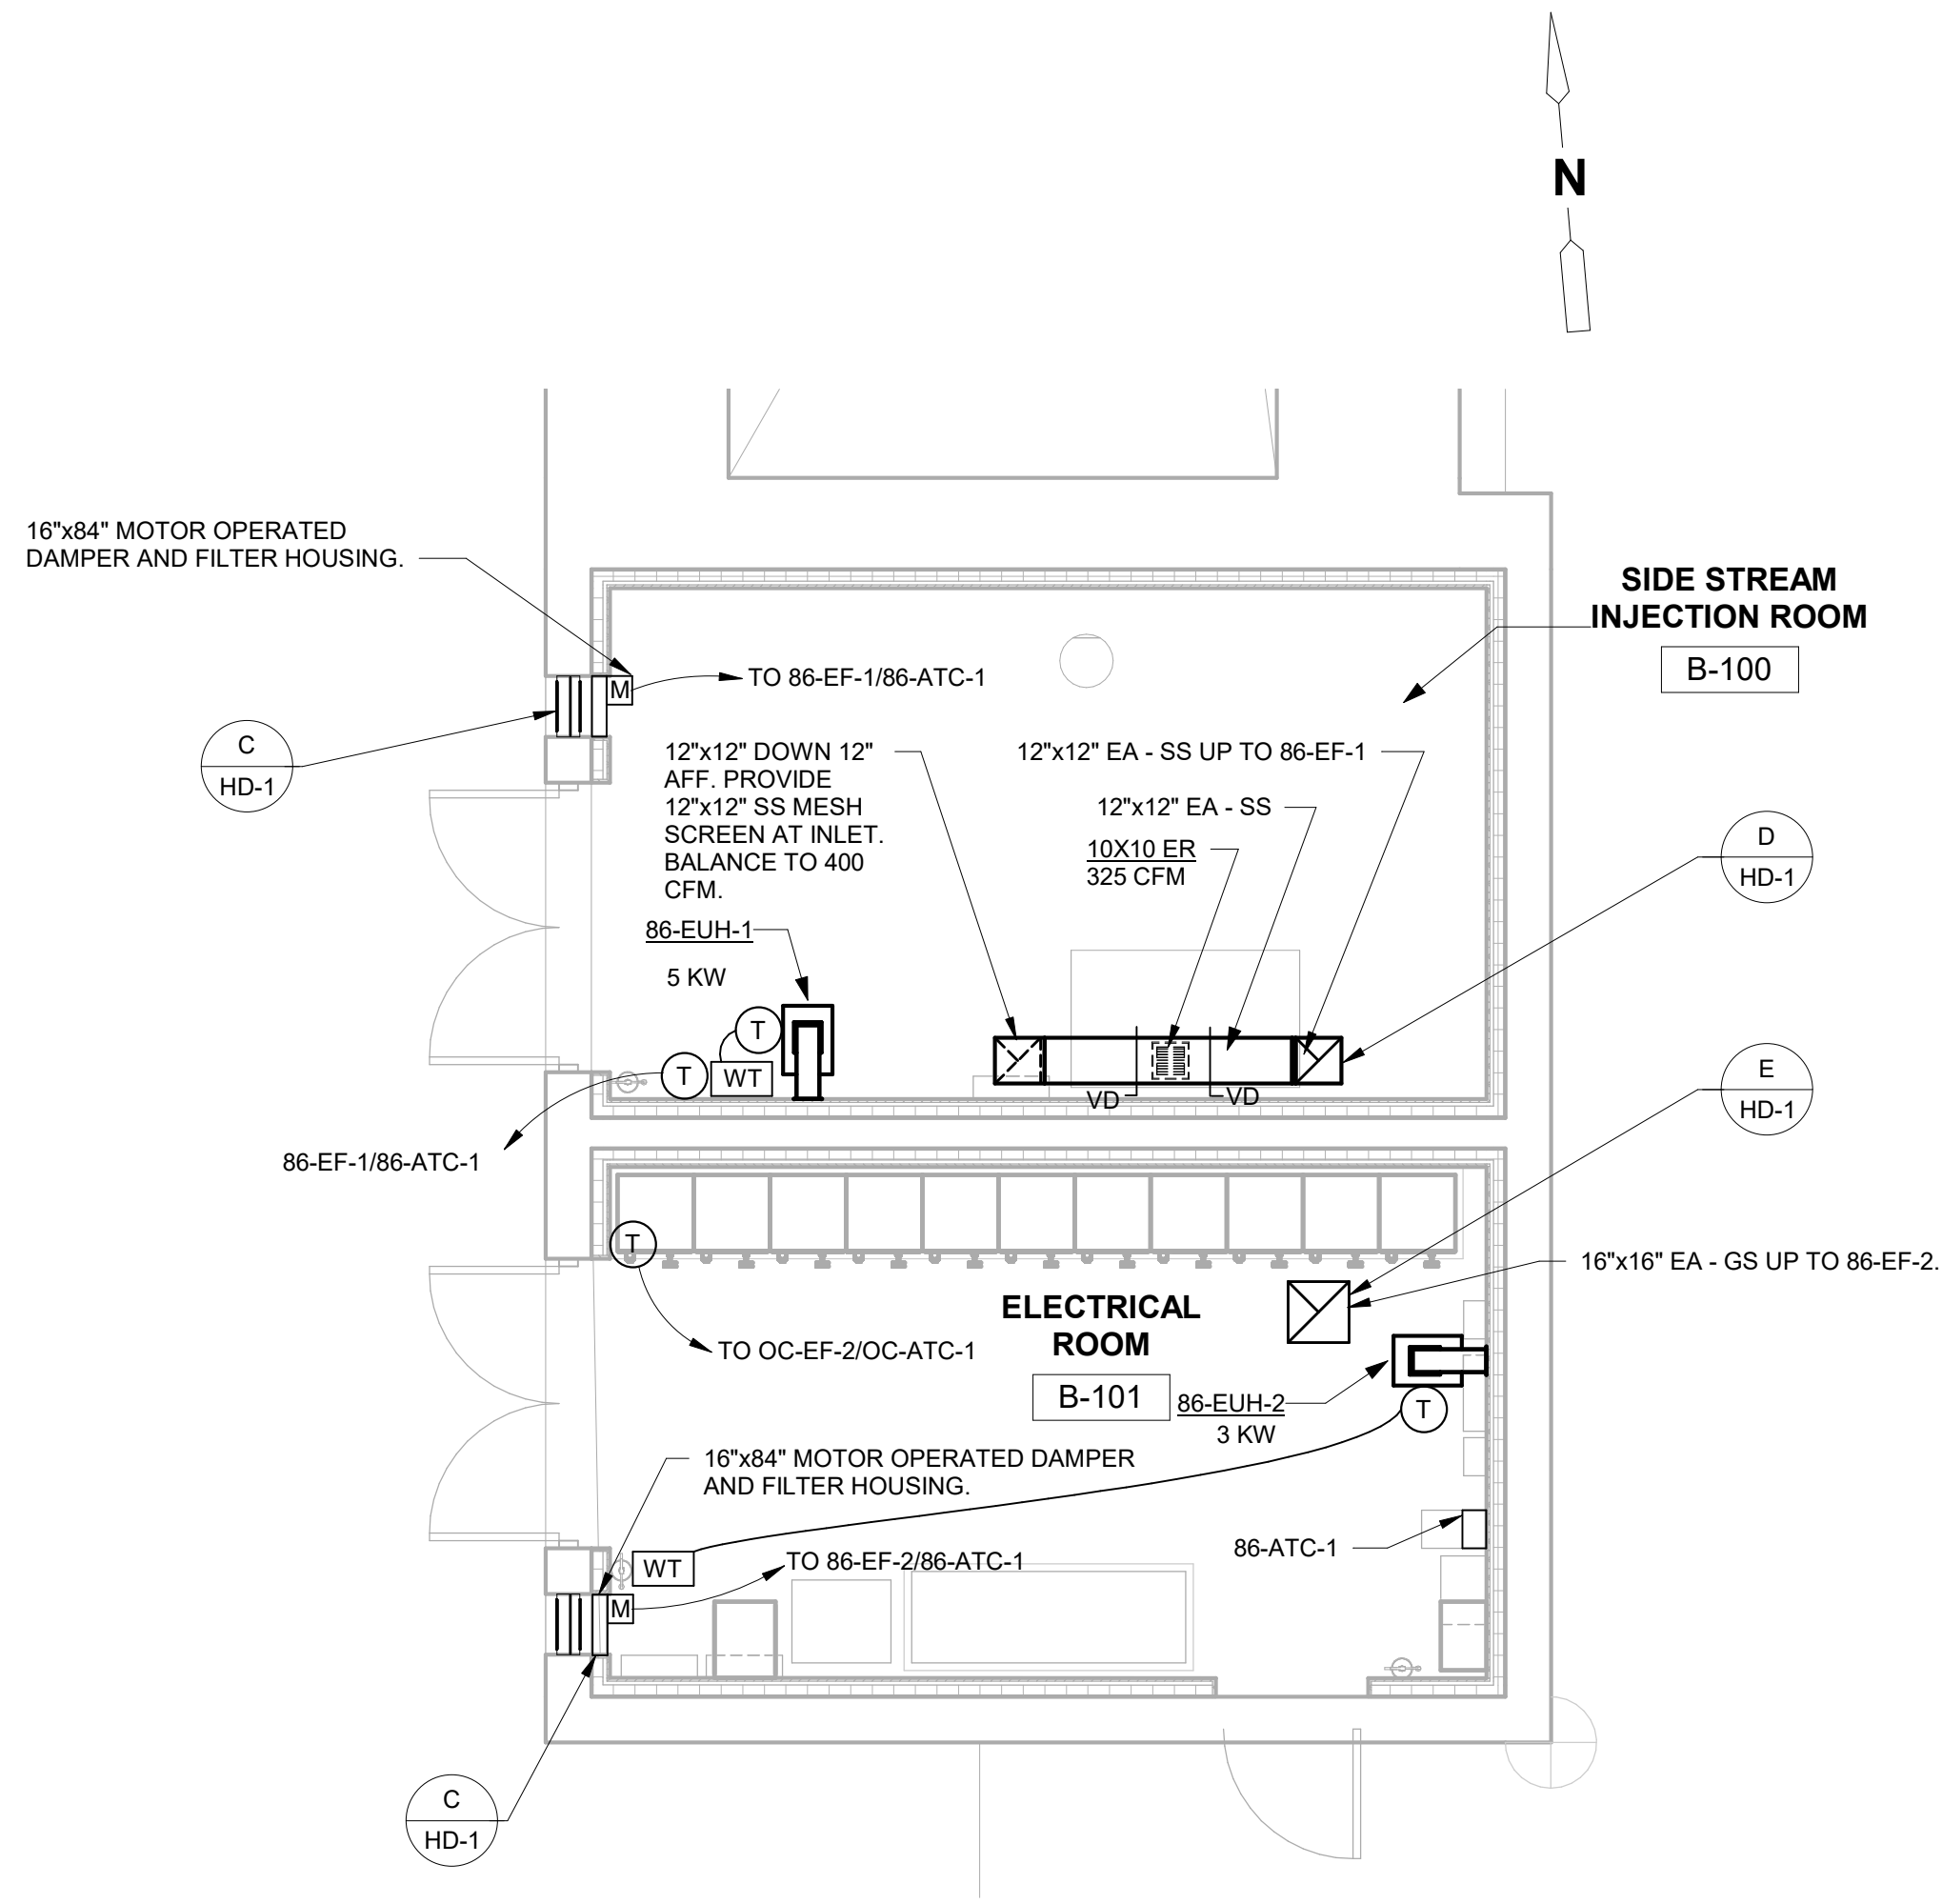 N
16"x84" MOTOR OPERATED
DAMPER AND FILTER HOUSING.
SIDE STREAM
INJECTION ROOM
B-100
M
TO 86-EF-1/86-ATC-1
C
HD-1
12"x12" DOWN 12"
AFF. PROVIDE
12"x12" SS MESH
SCREEN AT INLET.
BALANCE TO 400
CFM.
12"x12" EA - SS UP TO 86-EF-1
12"x12" EA - SS
10X10 ER
325 CFM
D
HD-1
86-EUH-1
5 KW
T
T
WT
VD
VD
E
HD-1
86-EF-1/86-ATC-1
T
16"x16" EA - GS UP TO 86-EF-2.
ELECTRICAL
ROOM
B-101
TO OC-EF-2/OC-ATC-1
86-EUH-2
3 KW
T
16"x84" MOTOR OPERATED DAMPER
AND FILTER HOUSING.
86-ATC-1
WT
TO 86-EF-2/86-ATC-1
M
C
HD-1